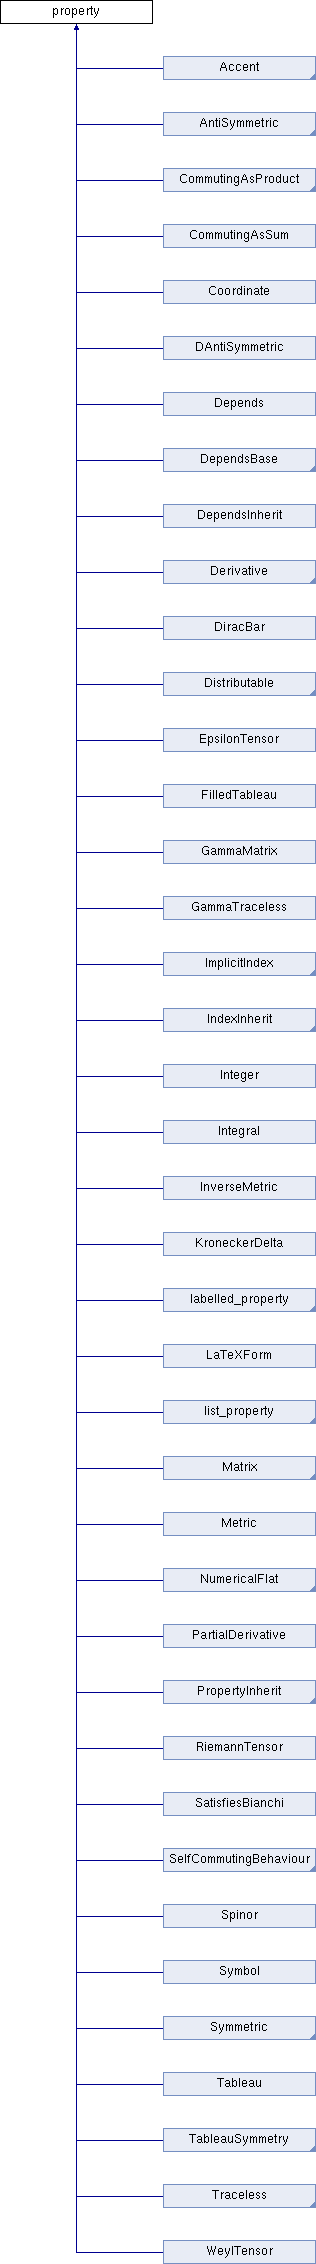 property
Accent
AntiSymmetric
CommutingAsProduct
CommutingAsSum
Coordinate
DAntiSymmetric
Depends
DependsBase
DependsInherit
Derivative
DiracBar
Distributable
EpsilonTensor
FilledTableau
GammaMatrix
GammaTraceless
ImplicitIndex
IndexInherit
Integer
Integral
InverseMetric
KroneckerDelta
labelled_property
LaTeXForm
list_property
Matrix
Metric
NumericalFlat
PartialDerivative
PropertyInherit
RiemannTensor
SatisfiesBianchi
SelfCommutingBehaviour
Spinor
Symbol
Symmetric
Tableau
TableauSymmetry
Traceless
WeylTensor